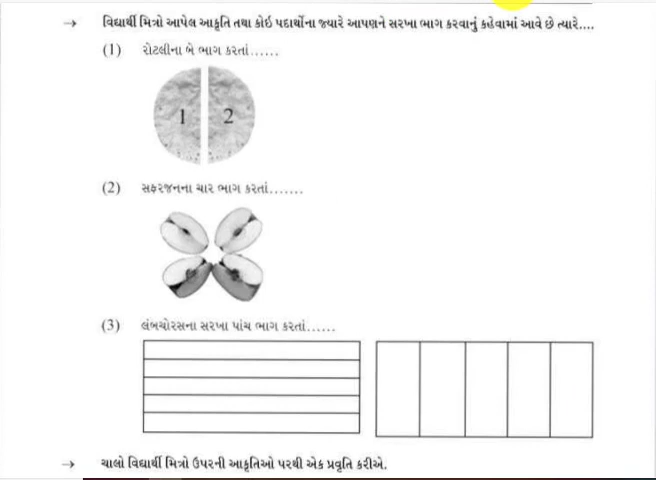 → વિદ્યાર્થી મિત્રો આપેલ આકૃતિ તથા કોઇ પદાર્થોના જ્યારે આપણને સરખા ભાગ કરવાનું કહેવામાં આવે છે ત્યારે....
(1) રોટલીના બે ભાગ કરતાં......
1 2
(2) સફરજનના ચાર ભાગ કરતાં.......
(3) લંબચોરસના સરખા પાંચ ભાગ કરતાં......
→ ચાલો વિદ્યાર્થી મિત્રો ઉપરની આકૃતિઓ પરથી એક પ્રવૃતિ કરીએ.